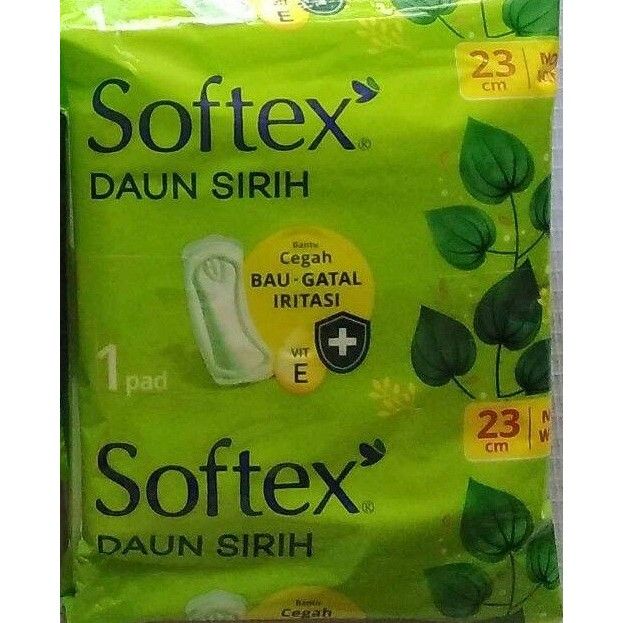 E
23
cm
Softex®
DAUN SIRIH
Bantu
Cegah
BAU - GATAL
IRITASI
VIT
E
1 pad
23
cm
Softex®
DAUN SIRIH
Bantu
Cegah